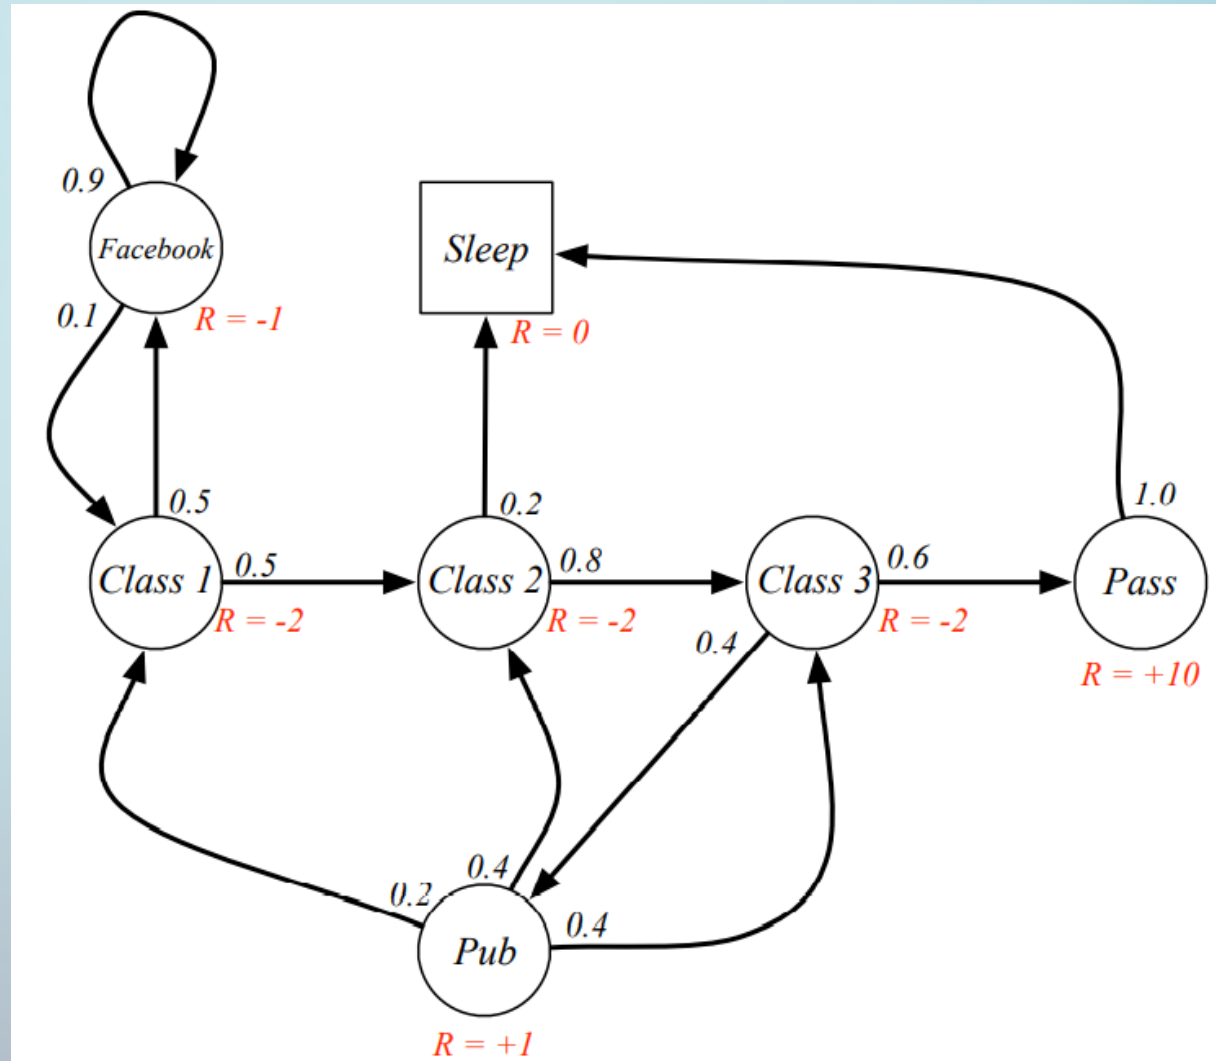 0.9
Facebook
Sleep
0.1
R = -1
R = 0
0.5
0.2
1.0
Class 1
0.5
Class 2
0.8
Class 3
0.6
Pass
R = -2
R = -2
R = -2
0.4
R = +10
0.4
0.2
0.4
Pub
R = +1